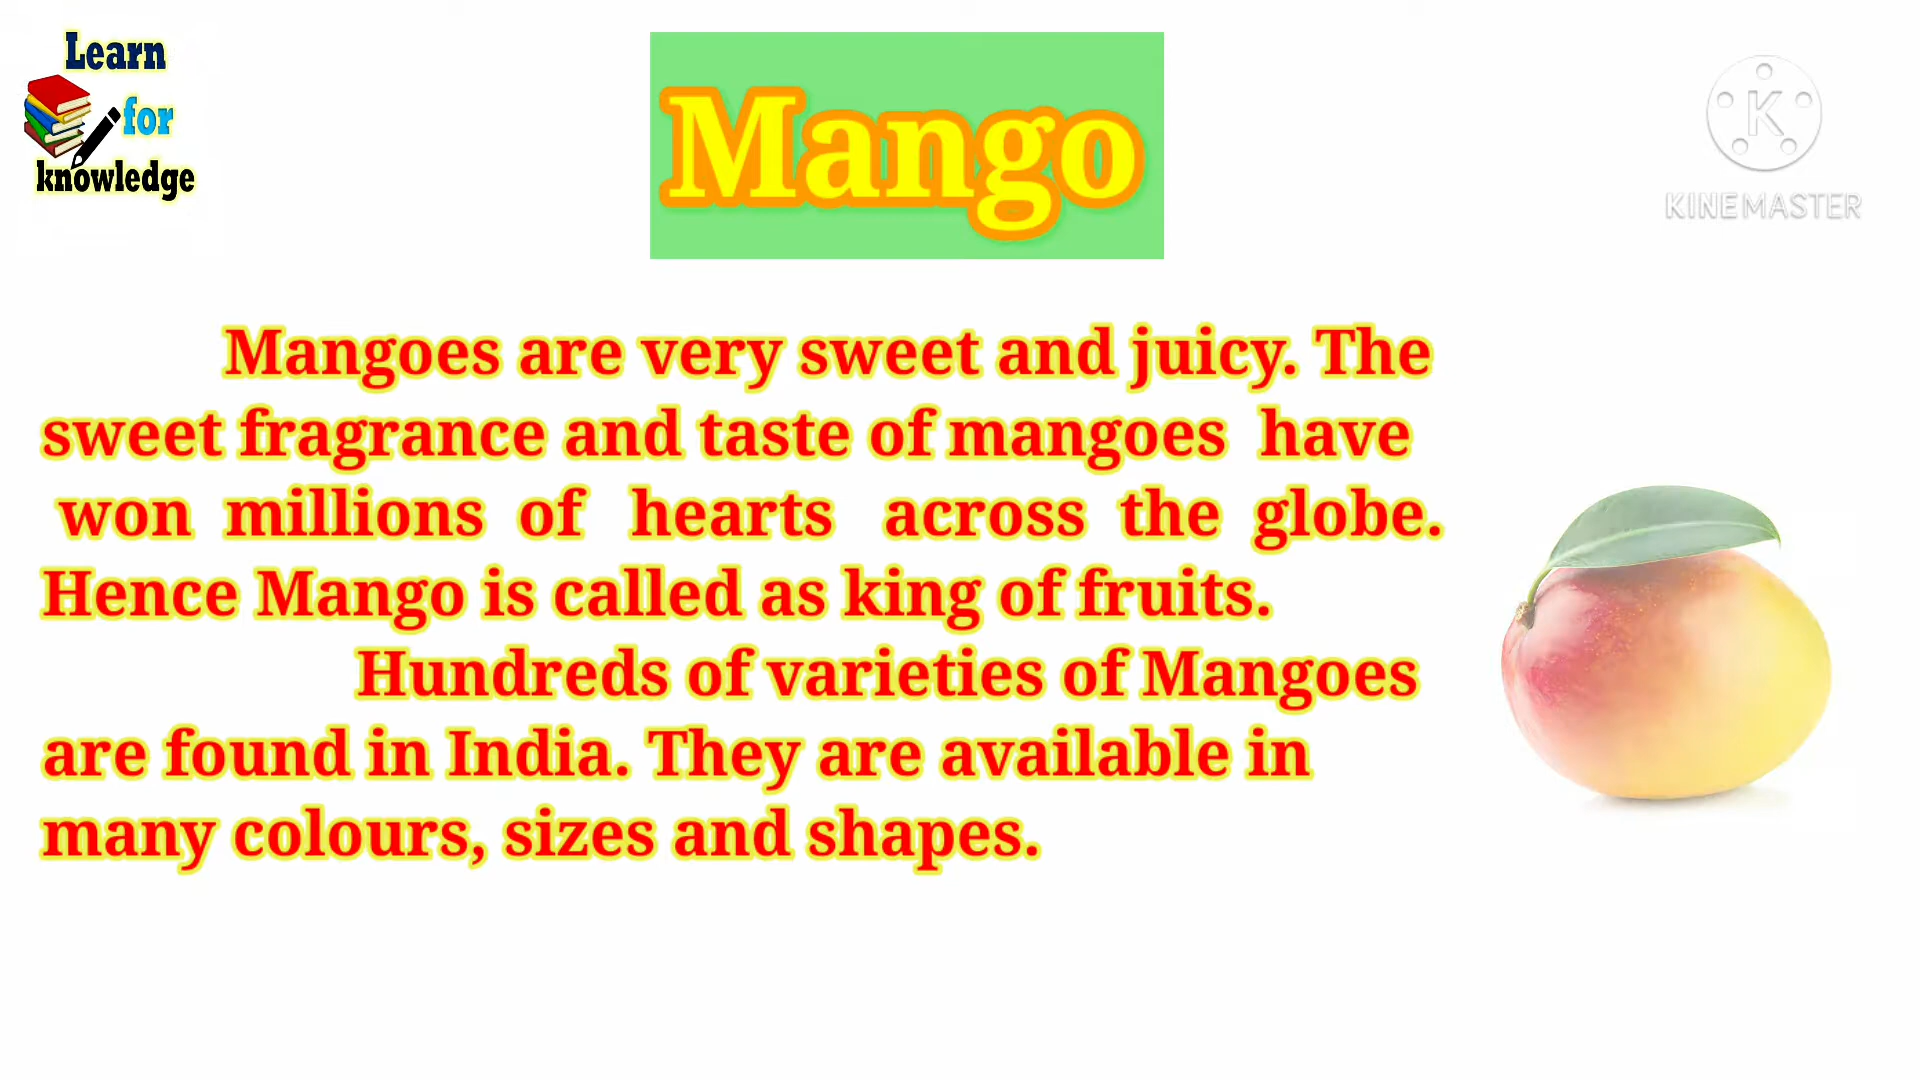 Learn
for
knowledge
Mango
K
KINEMASTER
Mangoes are very sweet and juicy. The
sweet fragrance and taste of mangoes have
won millions of hearts across the globe.
Hence Mango is called as king of fruits.
Hundreds of varieties of Mangoes
are found in India. They are available in
many colours, sizes and shapes.